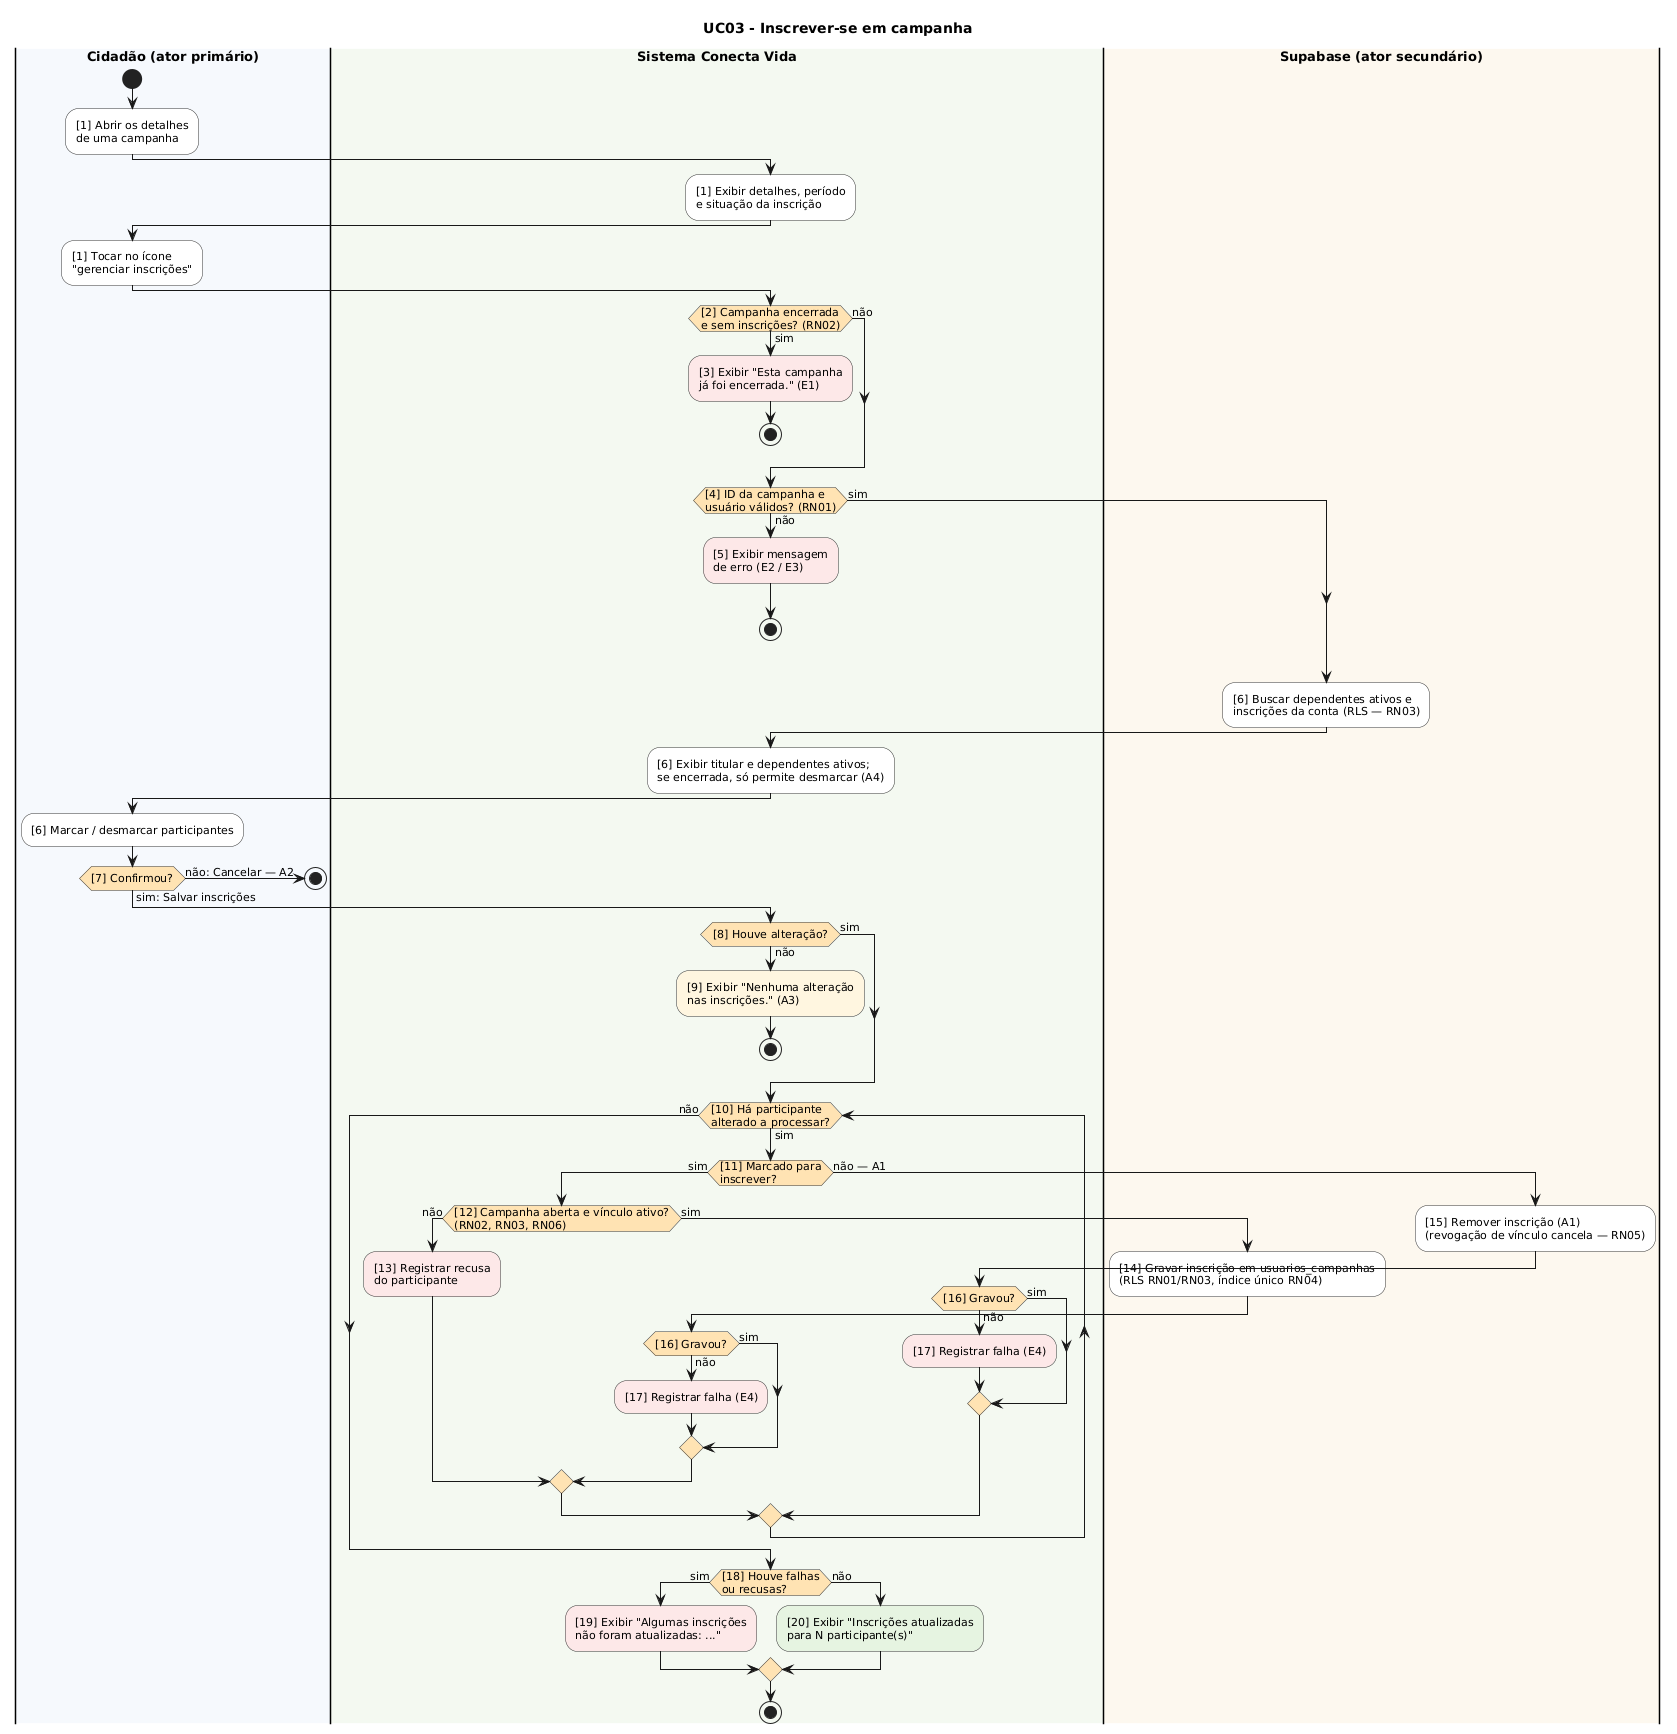 UC03 - Inscrever-se em campanha
Cidadão (ator primário)
Sistema Conecta Vida
Supabase (ator secundário)
[1] Abrir os detalhes
de uma campanha
[1] Exibir detalhes, período
e situação da inscrição
[1] Tocar no ícone
"gerenciar inscrições"
[2] Campanha encerrada
e sem inscrições? (RN02)
não
sim
[3] Exibir "Esta campanha
já foi encerrada." (E1)
[4] ID da campanha e
usuário válidos? (RN01)
sim
não
[5] Exibir mensagem
de erro (E2 / E3)
[6] Buscar dependentes ativos e
inscrições da conta (RLS — RN03)
[6] Exibir titular e dependentes ativos;
se encerrada, só permite desmarcar (A4)
[6] Marcar / desmarcar participantes
[7] Confirmou?
não: Cancelar — A2
sim: Salvar inscrições
[8] Houve alteração?
sim
não
[9] Exibir "Nenhuma alteração
nas inscrições." (A3)
não
[10] Há participante
alterado a processar?
sim
sim
[11] Marcado para
inscrever?
não — A1
não
[12] Campanha aberta e vínculo ativo?
(RN02, RN03, RN06)
sim
[15] Remover inscrição (A1)
(revogação de vínculo cancela — RN05)
[13] Registrar recusa
do participante
[14] Gravar inscrição em usuarios_campanhas
(RLS RN01/RN03, índice único RN04)
[16] Gravou?
sim
não
[17] Registrar falha (E4)
[16] Gravou?
sim
não
[17] Registrar falha (E4)
sim
[18] Houve falhas
ou recusas?
não
[19] Exibir "Algumas inscrições
não foram atualizadas: ..."
[20] Exibir "Inscrições atualizadas
para N participante(s)"